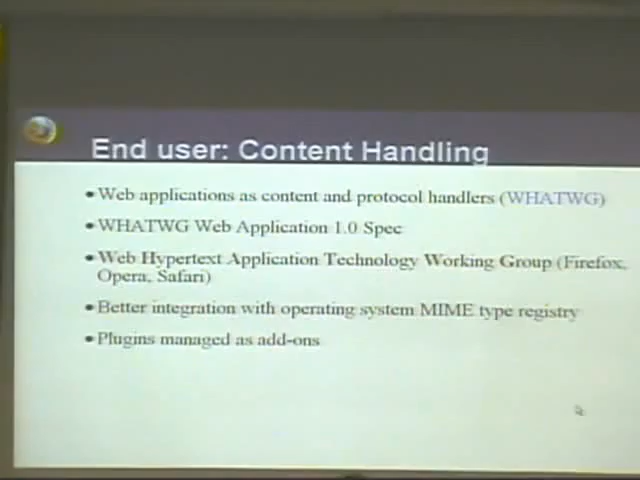 End user: Content Handling
•Web applications as content and protocol handlers (WHATWG)
•WHATWG Web Application 1.0 Spec
•Web Hypertext Application Technology Working Group (Firefox,
Opera, Safari)
•Better integration with operating system MIME type registry
•Plugins managed as add-ons